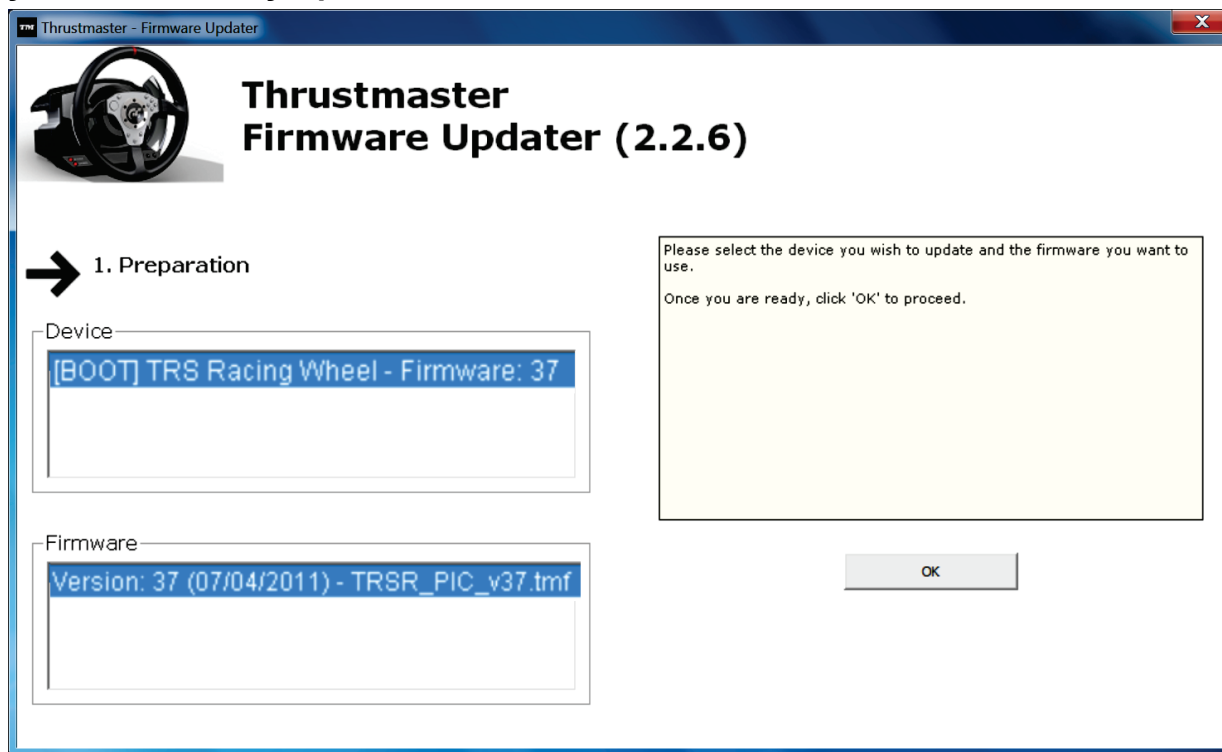 Thrustmaster - Firmware Updater
Thrustmaster
Firmware Updater (2.2.6)
1. Preparation
Please select the device you wish to update and the firmware you want to
use.
Once you are ready, click 'OK' to proceed.
Device
[BOOT] TRS Racing Wheel - Firmware: 37
Firmware
Version: 37 (07/04/2011) - TRSR_PIC_v37.tmf
OK